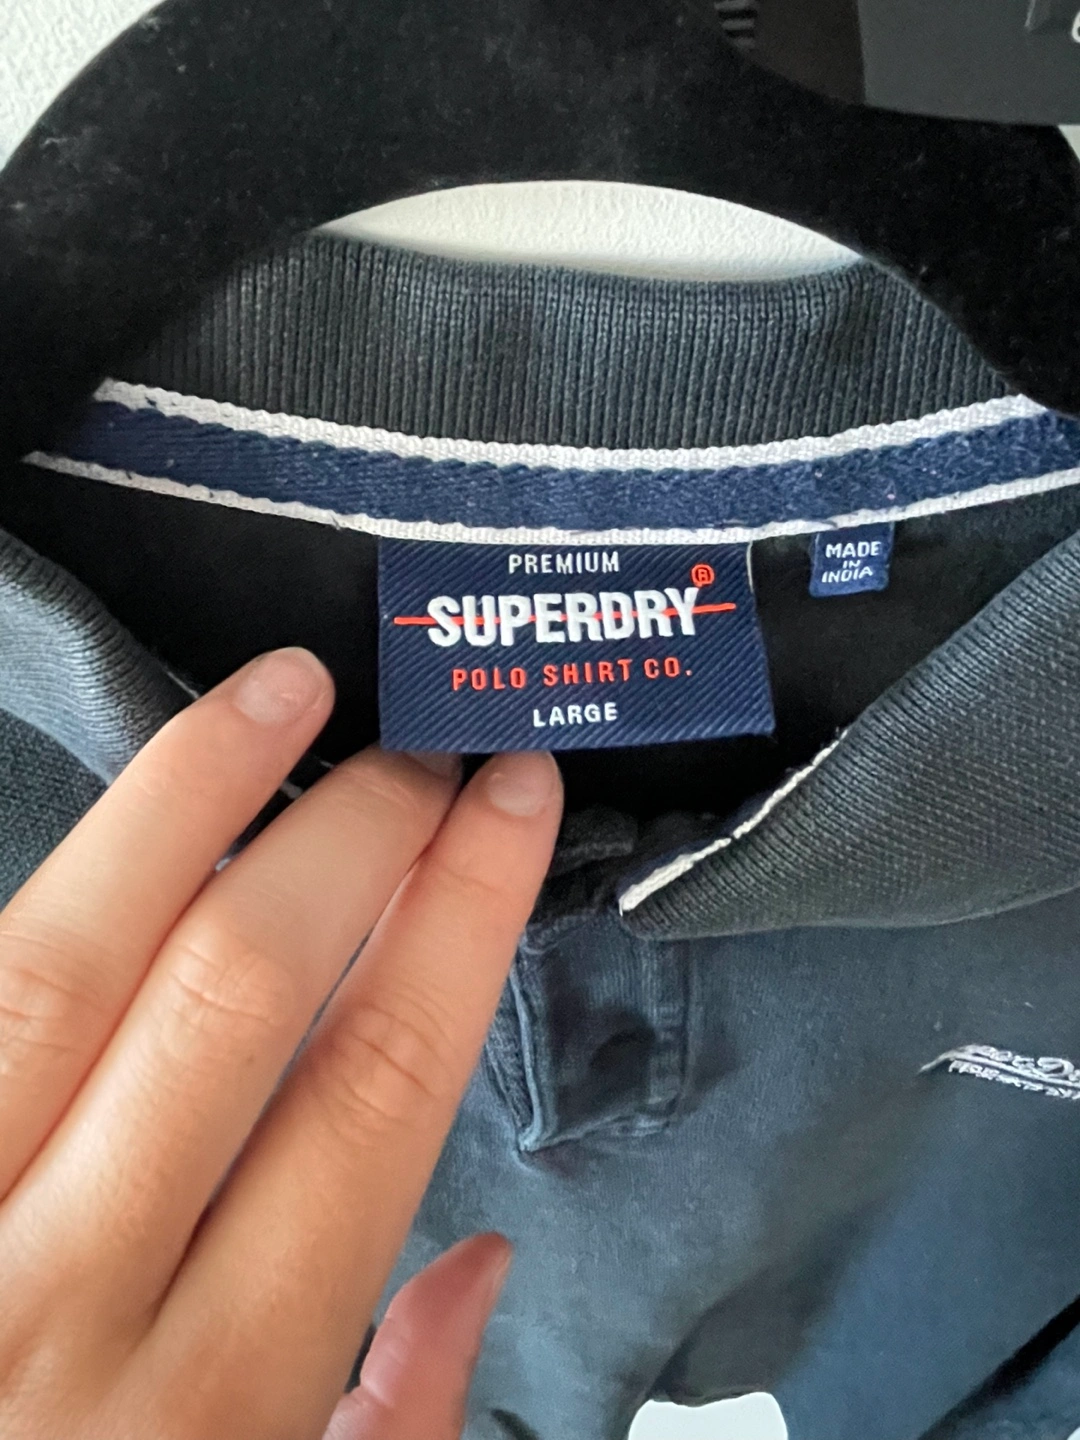 PREMIUM
SUPERDRY®
POLO SHIRT CO.
LARGE
MADE
IN
INDIA